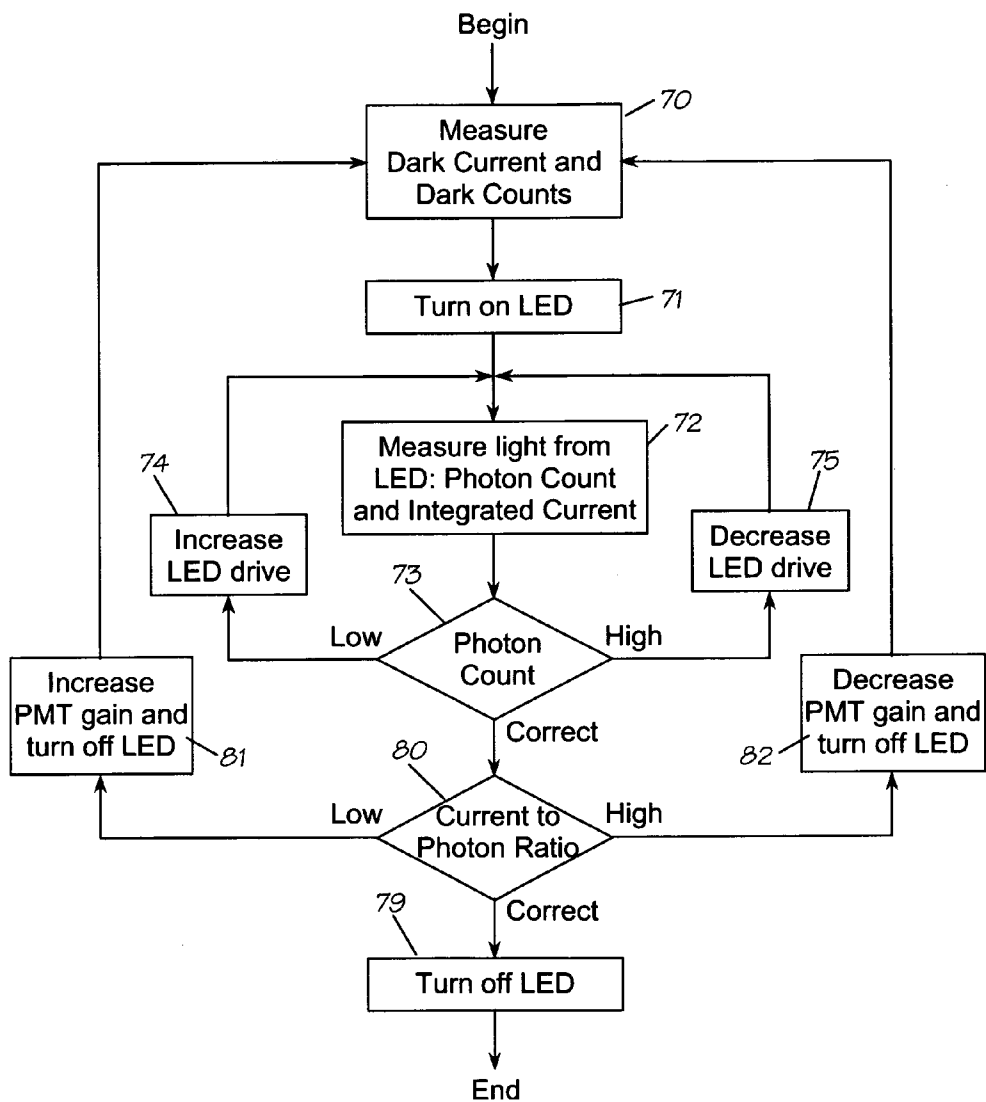 Begin
70
Measure
Dark Current and
Dark Counts
Turn on LED
71
72
Measure light from
LED: Photon Count
and Integrated Current
74
Increase
LED drive
75
Decrease
LED drive
73
Low
Photon
Count
High
Correct
Increase
PMT gain and
turn off LED
81
Decrease
PMT gain and
turn off LED
82
80
Low
Current to
Photon Ratio
High
Correct
79
Turn off LED
End